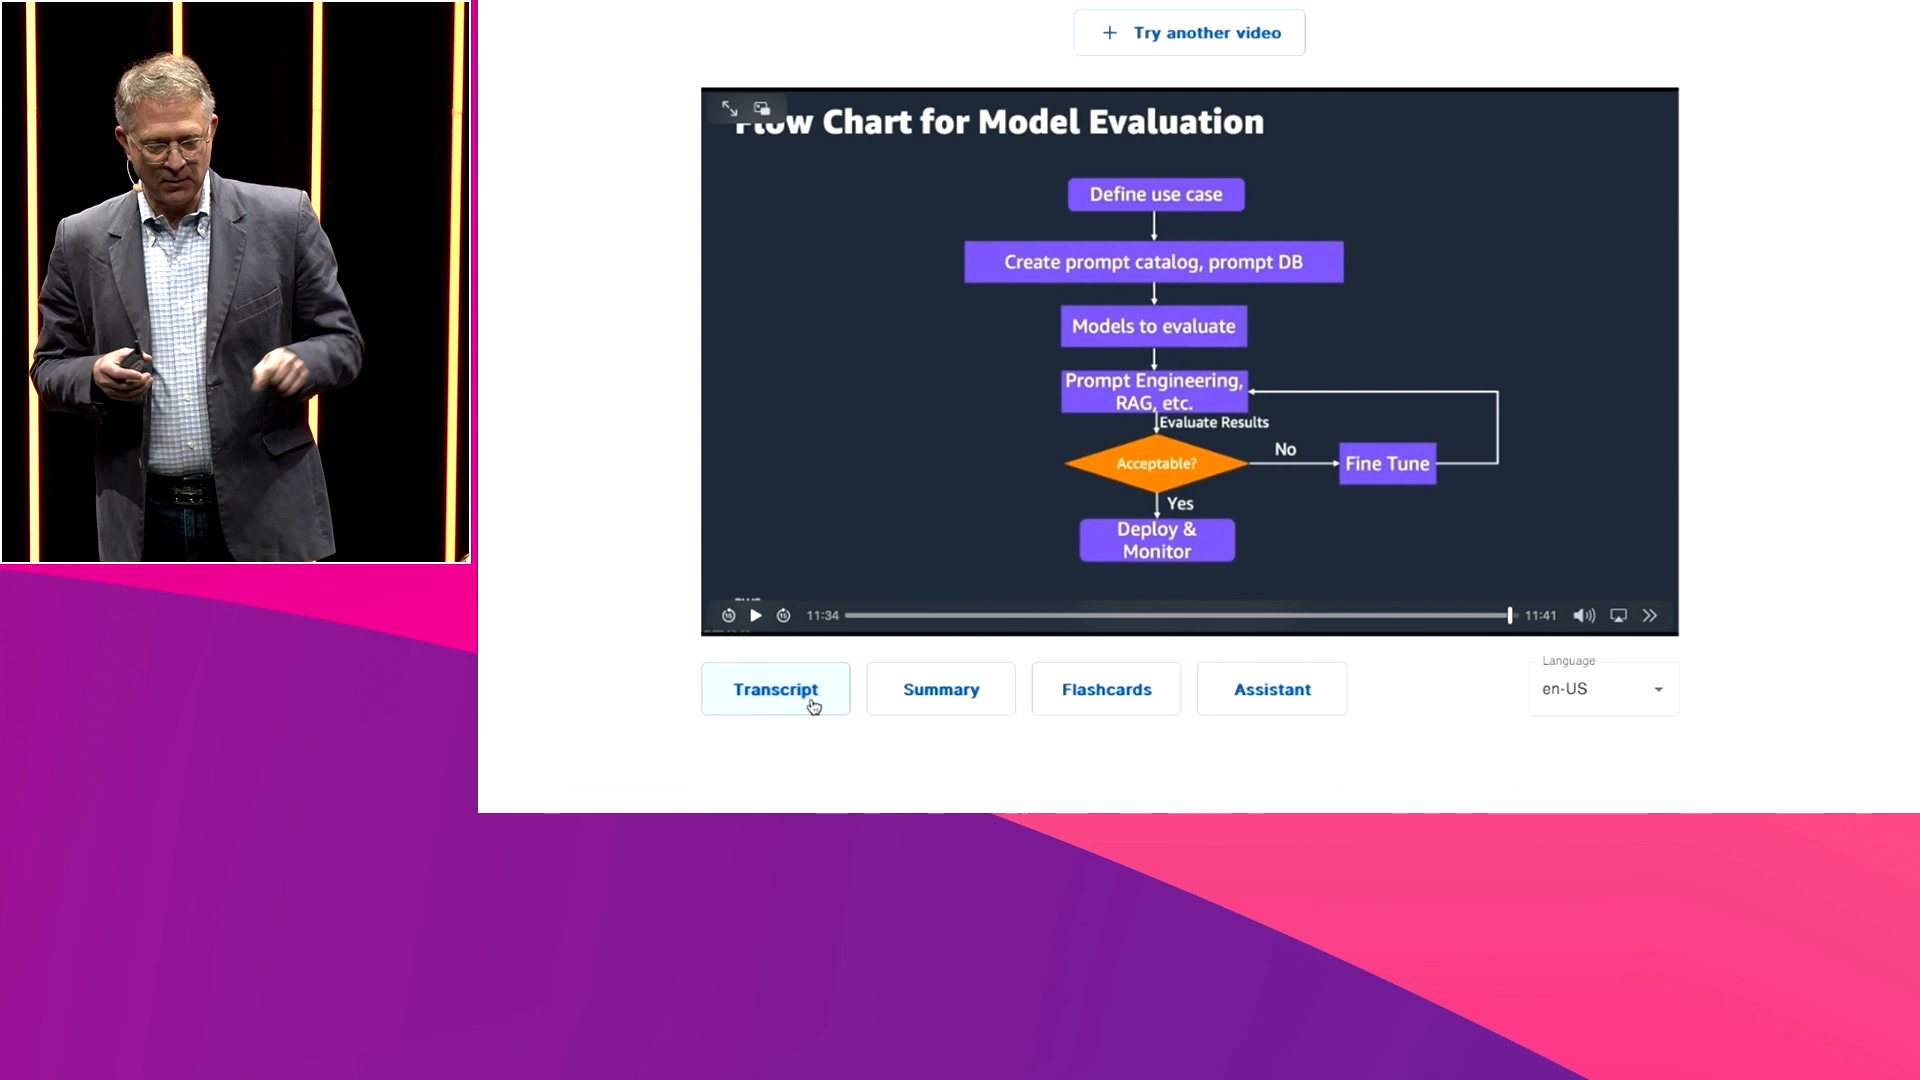 + Try another video
Flow Chart for Model Evaluation
Define use case
Create prompt catalog, prompt DB
Models to evaluate
Prompt Engineering,
RAG, etc.
Evaluate Results
Acceptable?
No
Fine Tune
Yes
Deploy &
Monitor
11:34
11:41
Transcript
Summary
Flashcards
Assistant
Language
en-US